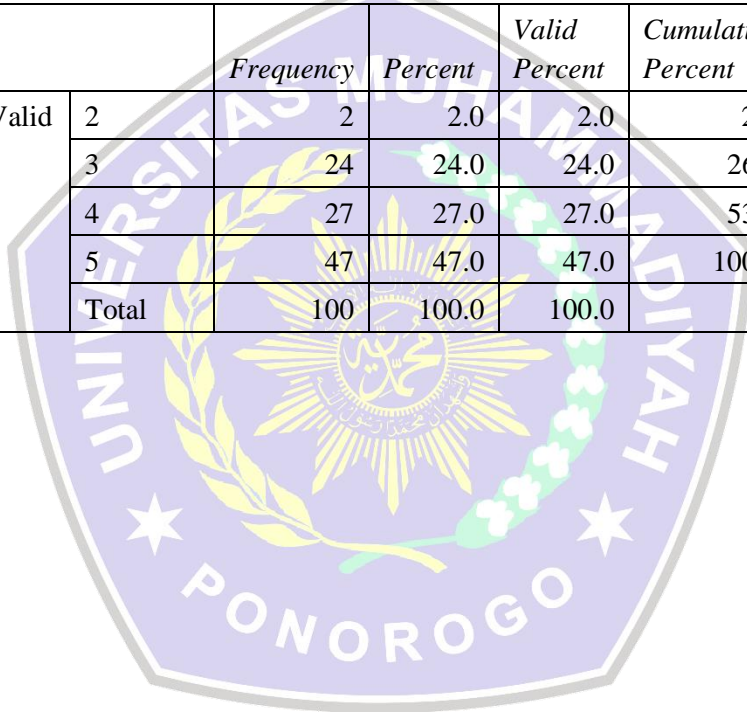 Valid Cumulati
Frequency Percent Percent Percent
Valid 2 2 2.0 2.0 2
3 24 24.0 24.0 26
4 27 27.0 27.0 53
5 47 47.0 47.0 100
Total 100 100.0 100.0
UNIVERSITAS MUHAMMADIYAH
PONOROGO